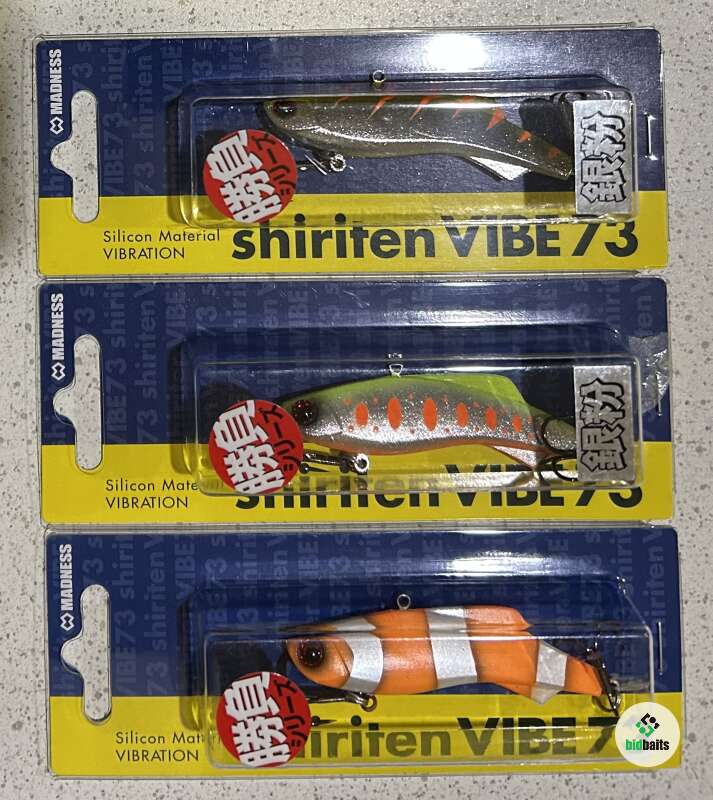 MADNESS
勝負
シリーズ
銀粉
Silicon Material
VIBRATION
shiriten VIBE 73
MADNESS
勝負
シリーズ
銀粉
Silicon Mate
VIBRATION
shiriten VIBE 73
MADNESS
勝負
シリーズ
Silicon Materi
VIBRATION
shiriten VIBE 7
bidbaits